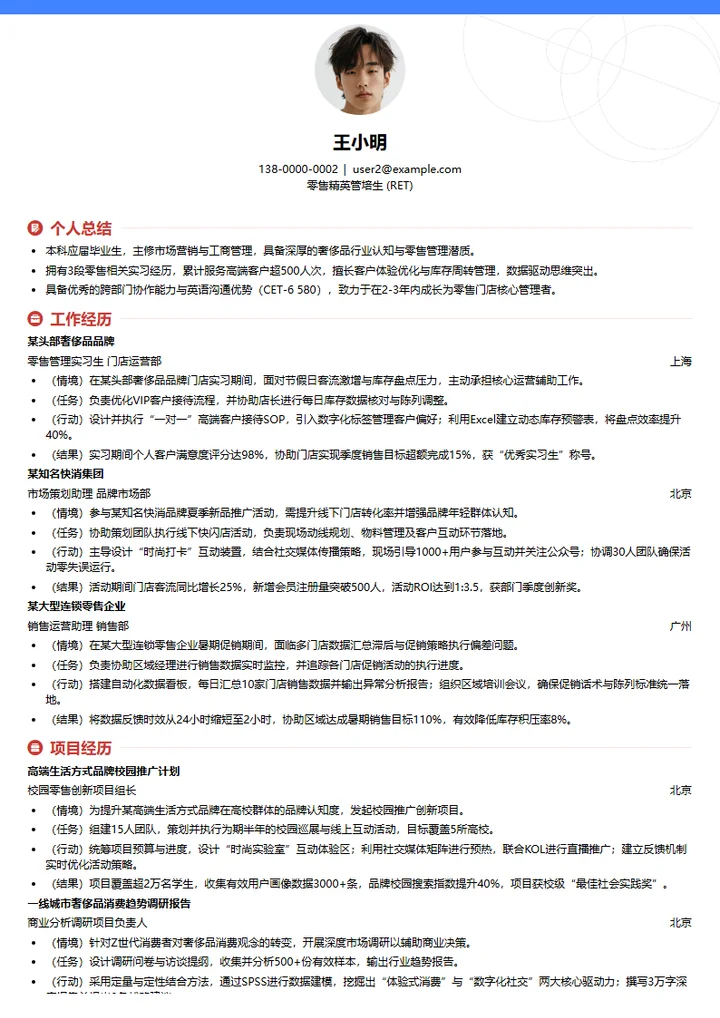 王小明
138-0000-0002 | user2@example.com
零售精英管培生 (RET)
个人总结
• 本科应届毕业生，主修市场营销与工商管理，具备深厚的奢侈品行业认知与零售管理潜质。
• 拥有3段零售相关实习经历，累计服务高端客户超500人次，擅长客户体验优化与库存周转管理，数据驱动思维突出。
• 具备优秀的跨部门协作能力与英语沟通优势（CET-6 580），致力于在2-3年内成长为零售门店核心管理者。
工作经历
某头部奢侈品品牌
零售管理实习生 门店运营部 上海
• （情境）在某头部奢侈品品牌门店实习期间，面对节假日客流激增与库存盘点压力，主动承担核心运营辅助工作。
• （任务）负责优化VIP客户接待流程，并协助店长进行每日库存数据核对与陈列调整。
• （行动）设计并执行“一对一”高端客户接待SOP，引入数字化标签管理客户偏好；利用Excel建立动态库存预警表，将盘点效率提升
40%。
• （结果）实习期间个人客户满意度评分达98%，协助门店实现季度销售目标超额完成15%，获“优秀实习生”称号。
某知名快消集团
市场策划助理 品牌市场部 北京
• （情境）参与某知名快消品牌夏季新品推广活动，需提升线下门店转化率并增强品牌年轻群体认知。
• （任务）协助策划团队执行线下快闪店活动，负责现场动线规划、物料管理及客户互动环节落地。
• （行动）主导设计“时尚打卡”互动装置，结合社交媒体传播策略，现场引导1000+用户参与互动并关注公众号；协调30人团队确保活
动零失误运行。
• （结果）活动期间门店客流同比增长25%，新增会员注册量突破500人，活动ROI达到1:3.5，获部门季度创新奖。
某大型连锁零售企业
销售运营助理 销售部 广州
• （情境）在某大型连锁零售企业暑期促销期间，面临多门店数据汇总滞后与促销策略执行偏差问题。
• （任务）负责协助区域经理进行销售数据实时监控，并追踪各门店促销活动的执行进度。
• （行动）搭建自动化数据看板，每日汇总10家门店销售数据并输出异常分析报告；组织区域培训会议，确保促销话术与陈列标准统一落
地。
• （结果）将数据反馈时效从24小时缩短至2小时，协助区域达成暑期销售目标110%，有效降低库存积压率8%。
项目经历
高端生活方式品牌校园推广计划
校园零售创新项目组长 北京
• （情境）为提升某高端生活方式品牌在高校群体的品牌认知度，发起校园推广创新项目。
• （任务）组建15人团队，策划并执行为期半年的校园巡展与线上互动活动，目标覆盖5所高校。
• （行动）统筹项目预算与进度，设计“时尚实验室”互动体验区；利用社交媒体矩阵进行预热，联合KOL进行直播推广；建立反馈机制
实时优化活动策略。
• （结果）项目覆盖超2万名学生，收集有效用户画像数据3000+条，品牌校园搜索指数提升40%，项目获校级“最佳社会实践奖”。
一线城市奢侈品消费趋势调研报告
商业分析调研项目负责人 北京
• （情境）针对Z世代消费者对奢侈品消费观念的转变，开展深度市场调研以辅助商业决策。
• （任务）设计调研问卷与访谈提纲，收集并分析500+份有效样本，输出行业趋势报告。
• （行动）采用定量与定性结合方法，通过SPSS进行数据建模，挖掘出“体验式消费”与“数字化社交”两大核心驱动力；撰写3万字深